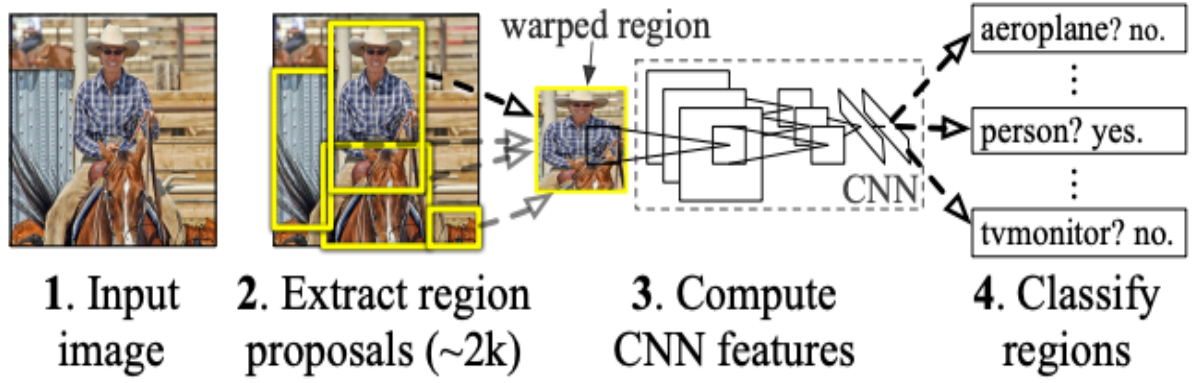 warped region
aeroplane? no.
person? yes.
CNN
tvmonitor? no.
1. Input
image
2. Extract region
proposals (~2k)
3. Compute
CNN features
4. Classify
regions